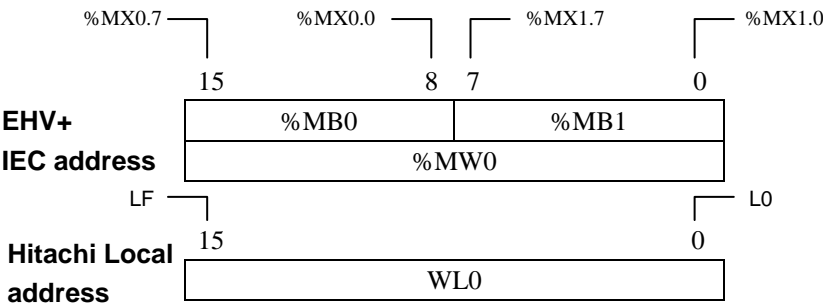 %MX0.7 %MX0.0 %MX1.7 %MX1.0
15 8 7 0
EHV+ %MB0 %MB1
IEC address %MW0
LF L0
15 0
Hitachi Local
address WL0